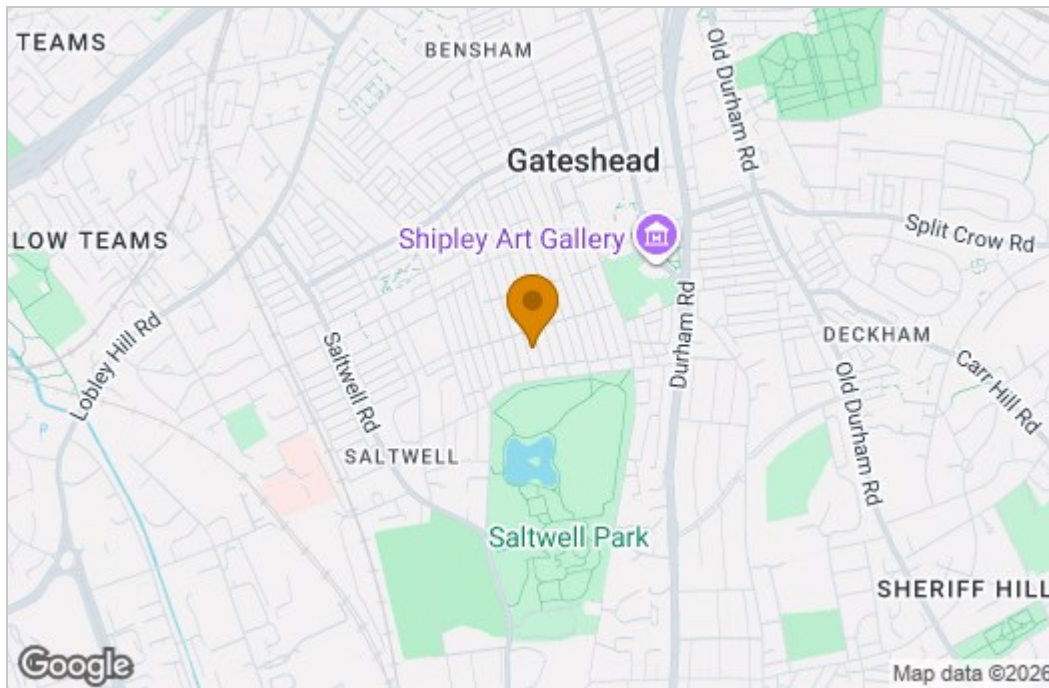 TEAMS
BENSHAM
Old Durham Rd
Gateshead
LOW TEAMS
Shipley Art Gallery
Split Crow Rd
Durham Rd
DECKHAM
Lobley Hill Rd
Saltwell Rd
Carr Hill Rd
Old Durham Rd
SALTWELL
Saltwell Park
SHERIFF HILL
Google
Map data ©2026